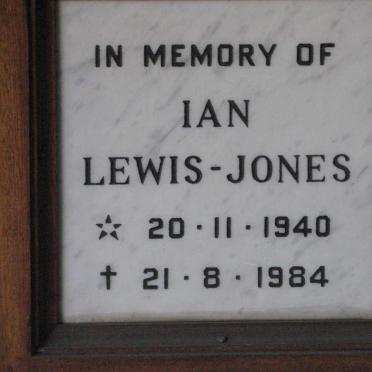 IN MEMORY OF
IAN
LEWIS-JONES
☆ 20·11·1940
† 21·8·1984